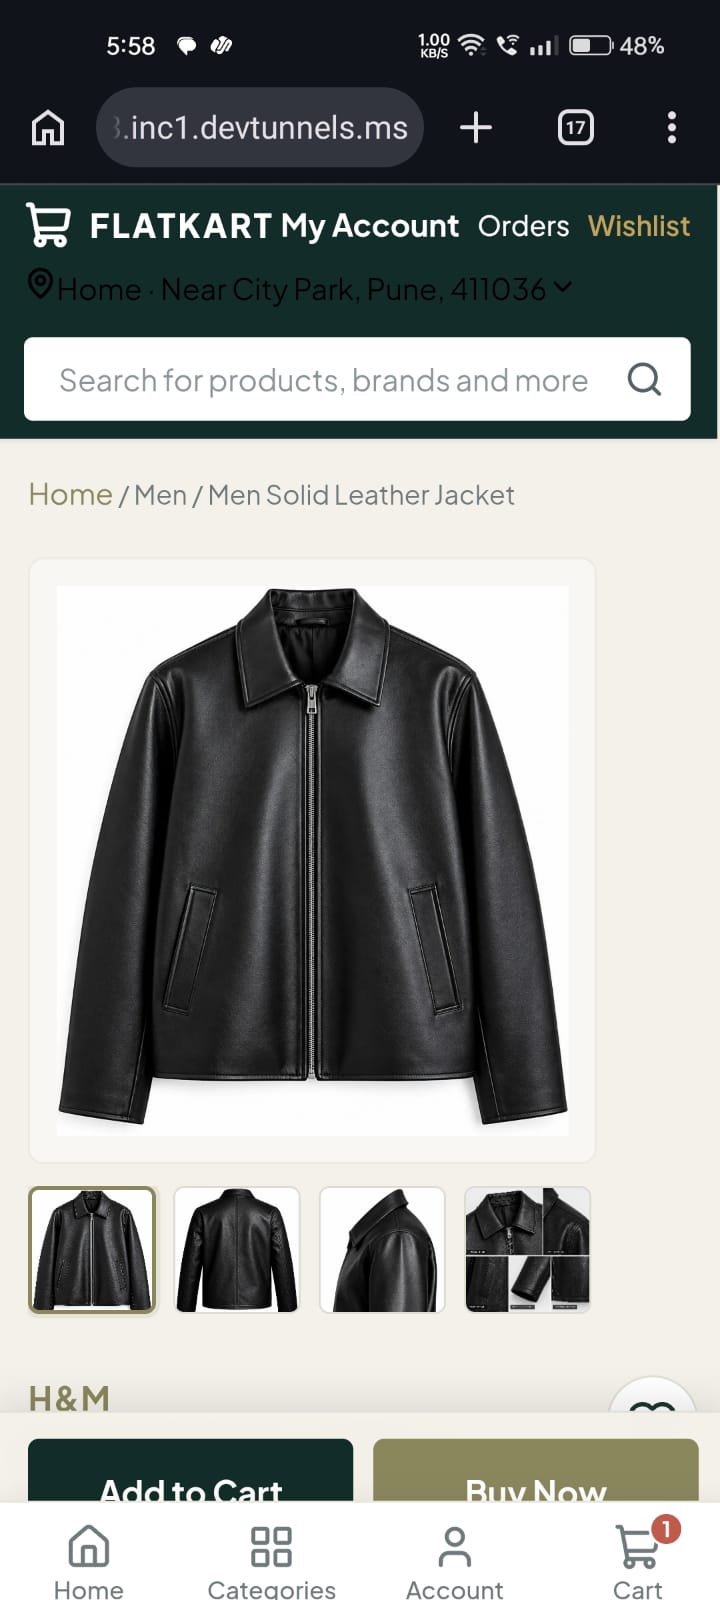 5:58 1.00 KB/S 48%
3.inc1.devtunnels.ms 17
FLATKART My Account Orders Wishlist
Home · Near City Park, Pune, 411036
Search for products, brands and more
Home / Men / Men Solid Leather Jacket
H&M
Add to Cart Buy Now
1
Home Categories Account Cart